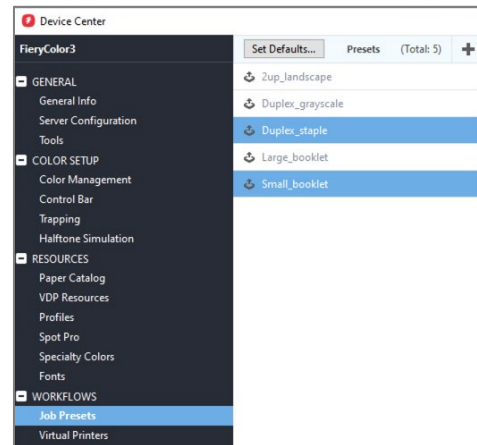 Device Center
FieryColor3
Set Defaults... Presets (Total: 5)
GENERAL
General Info
Server Configuration
Tools
COLOR SETUP
Color Management
Control Bar
Trapping
Halftone Simulation
RESOURCES
Paper Catalog
VDP Resources
Profiles
Spot Pro
Specialty Colors
Fonts
WORKFLOWS
Job Presets
Virtual Printers
2up_landscape
Duplex_grayscale
Duplex_staple
Large_booklet
Small_booklet